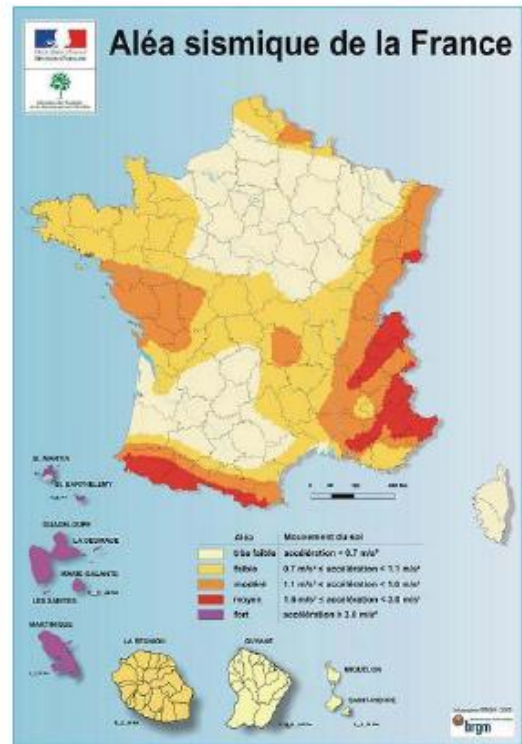 Aléa sismique de la France
ST. MARTIN
ST. BARTHELEMY
GUADELOUPE
LA DESIRADE
MARIE-GALANTE
LES SAINTES
MARTINIQUE
Aléa Mouvement du sol
très faible accélération < 0.7 m/s²
faible 0.7 m/s² ≤ accélération < 1.1 m/s²
modéré 1.1 m/s² ≤ accélération < 1.6 m/s²
moyen 1.6 m/s² ≤ accélération < 3.0 m/s²
fort accélération ≥ 3.0 m/s²
LA REUNION
GUYANE
MIQUELON
SAINT-PIERRE
brgm